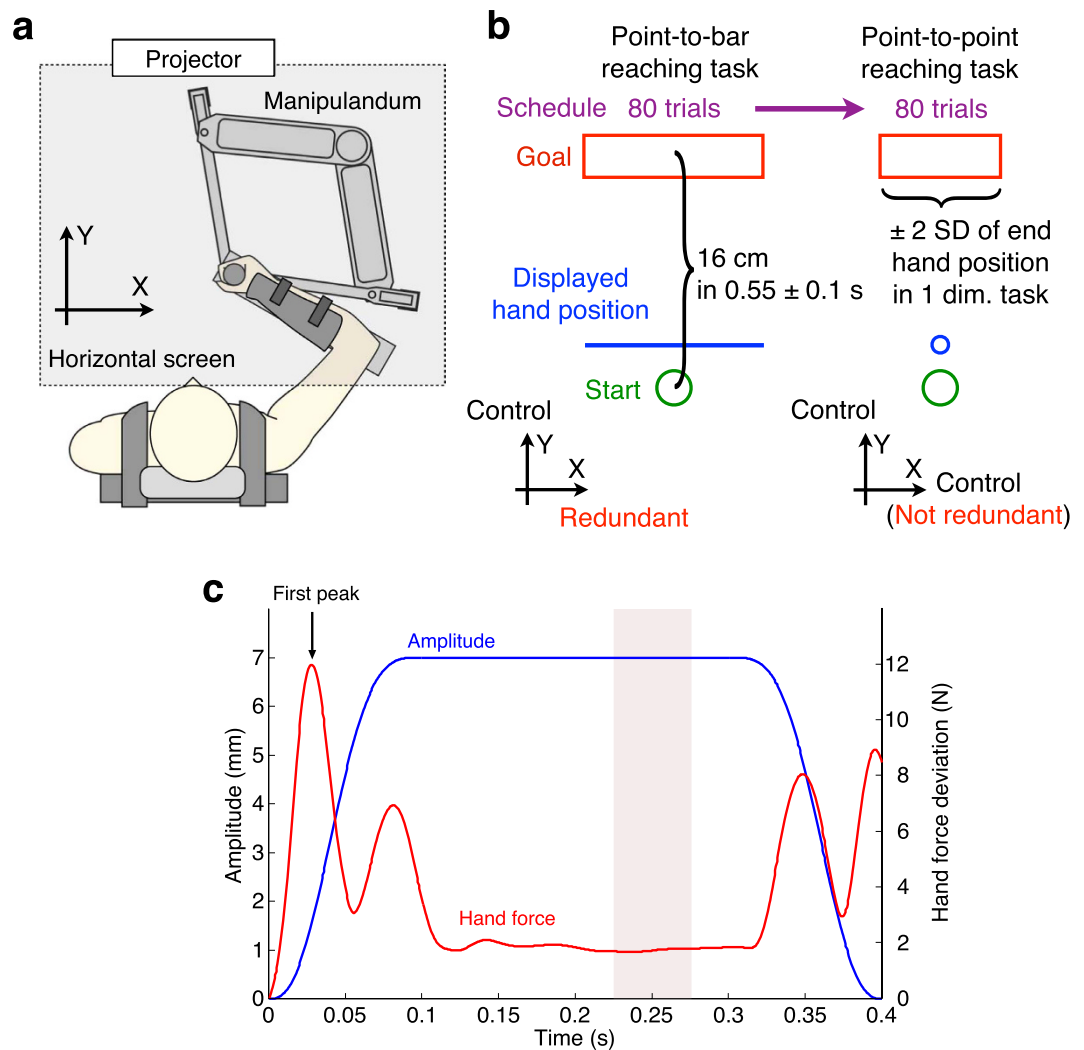 a
Projector
Manipulandum
Y
X
Horizontal screen
b
Point-to-bar
reaching task
Point-to-point
reaching task
Schedule 80 trials
80 trials
Goal
16 cm
in 0.55 ± 0.1 s
± 2 SD of end
hand position
in 1 dim. task
Displayed
hand position
Start
Control
Y
X
Redundant
Control
Y
X
Control
(Not redundant)
c
First peak
Amplitude
Hand force
Amplitude (mm)
7
6
5
4
3
2
1
0
Hand force deviation (N)
12
10
8
6
4
2
0
0 0.05 0.1 0.15 0.2 0.25 0.3 0.35 0.4
Time (s)